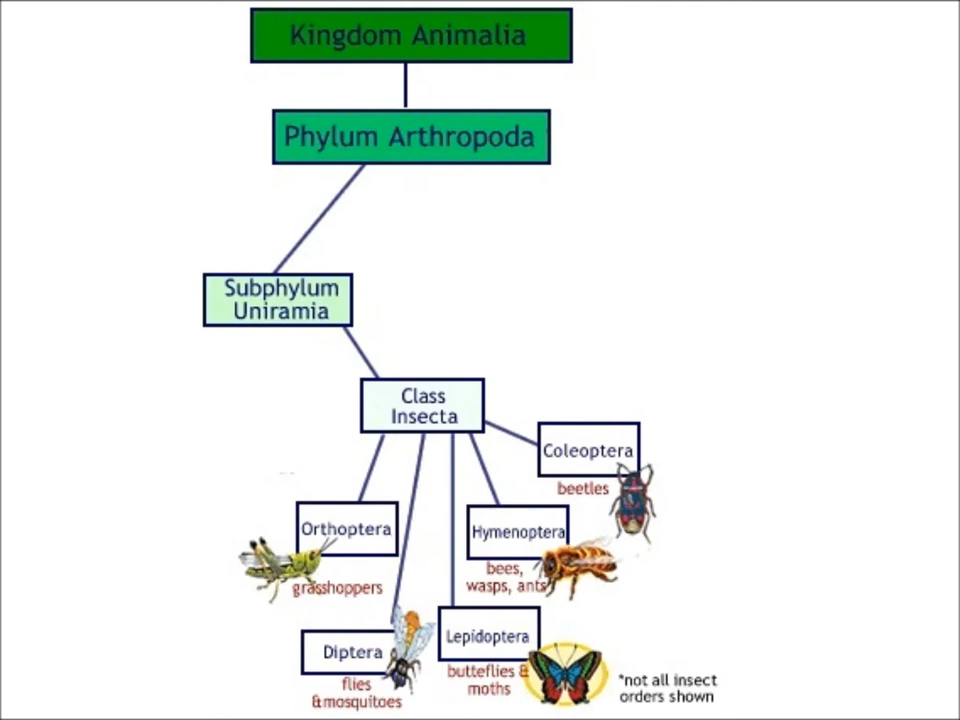 Kingdom Animalia
Phylum Arthropoda
Subphylum
Uniramia
Class
Insecta
Coleoptera
beetles
Orthoptera
grasshoppers
Hymenoptera
bees,
wasps, ants
Diptera
flies
&mosquitoes
Lepidoptera
butteflies &
moths
*not all insect
orders shown